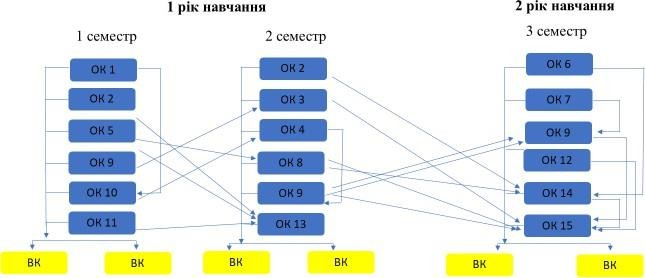 1 рік навчання
2 рік навчання
1 семестр
2 семестр
3 семестр
ОК 1
ОК 2
ОК 5
ОК 9
ОК 10
ОК 11
ВК
ВК
ОК 2
ОК 3
ОК 4
ОК 8
ОК 9
ОК 13
ВК
ВК
ОК 6
ОК 7
ОК 9
ОК 12
ОК 14
ОК 15
ВК
ВК